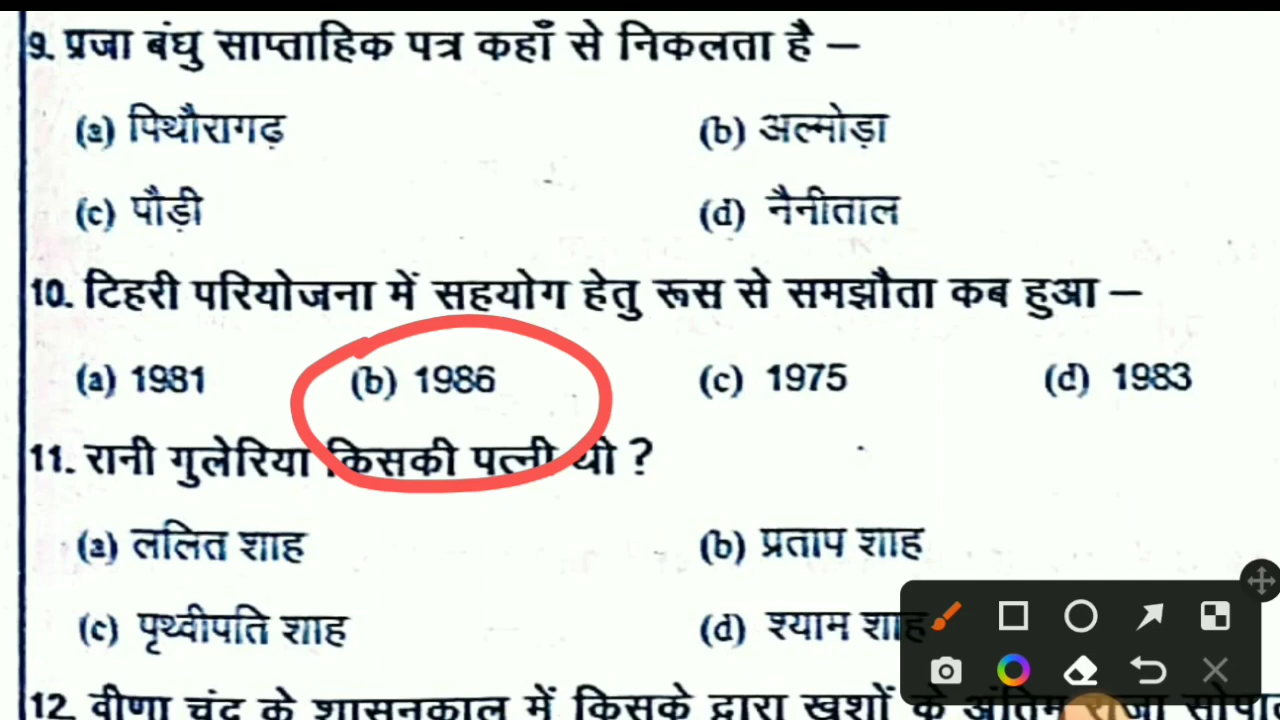 9. प्रजा बंधु साप्ताहिक पत्र कहाँ से निकलता है –
(a) पिथौरागढ़ (b) अल्मोड़ा
(c) पौड़ी (d) नैनीताल
10. टिहरी परियोजना में सहयोग हेतु रूस से समझौता कब हुआ –
(a) 1981 (b) 1986 (c) 1975 (d) 1983
11. रानी गुलेरिया किसकी पत्नी थी ?
(a) ललित शाह (b) प्रताप शाह
(c) पृथ्वीपति शाह (d) श्याम शाह
12. वीणा चंद के शासनकाल में किसके द्वारा खशों के अंतिम राजा